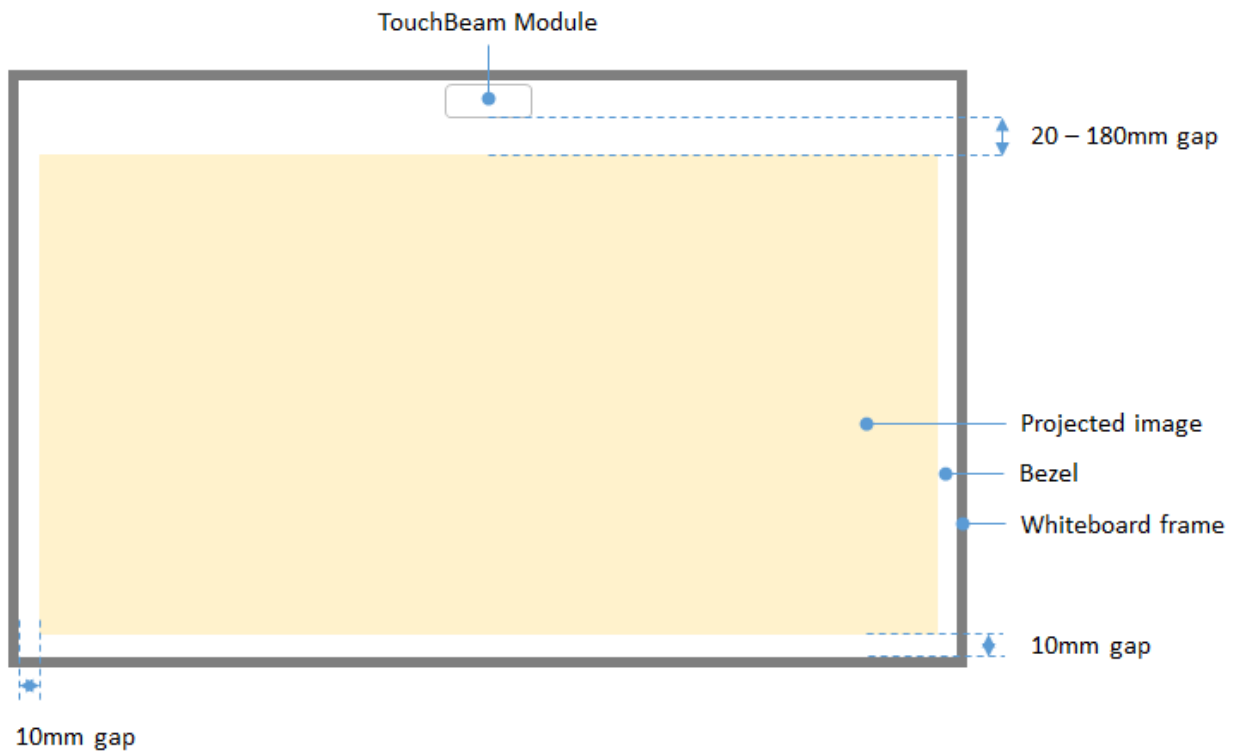 TouchBeam Module
20 – 180mm gap
Projected image
Bezel
Whiteboard frame
10mm gap
10mm gap